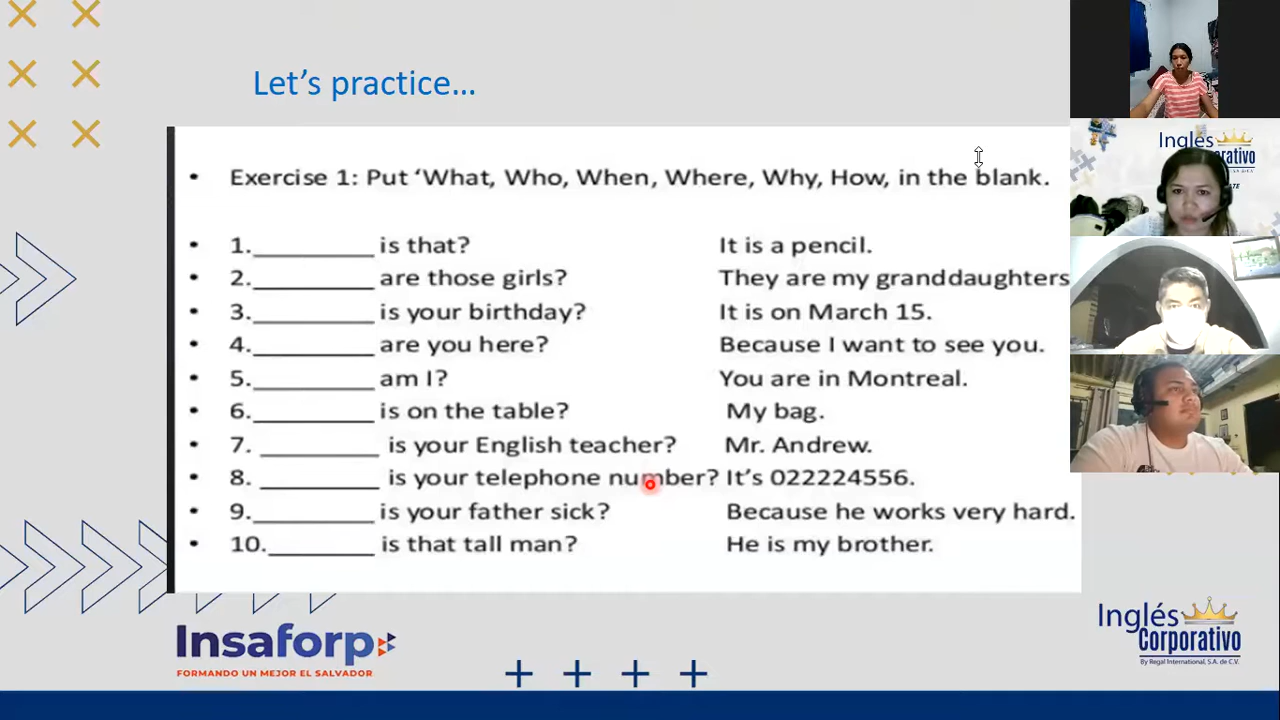 Let's practice...
• Exercise 1: Put 'What, Who, When, Where, Why, How, in the blank.
• 1.__________ is that? It is a pencil.
• 2.__________ are those girls? They are my granddaughters
• 3.__________ is your birthday? It is on March 15.
• 4.__________ are you here? Because I want to see you.
• 5.__________ am I? You are in Montreal.
• 6.__________ is on the table? My bag.
• 7. __________ is your English teacher? Mr. Andrew.
• 8. __________ is your telephone number? It's 022224556.
• 9.__________ is your father sick? Because he works very hard.
• 10._________ is that tall man? He is my brother.
Insaforp
FORMANDO UN MEJOR EL SALVADOR
Inglés
Corporativo
By Regal International, S.A. de C.V.
Inglés